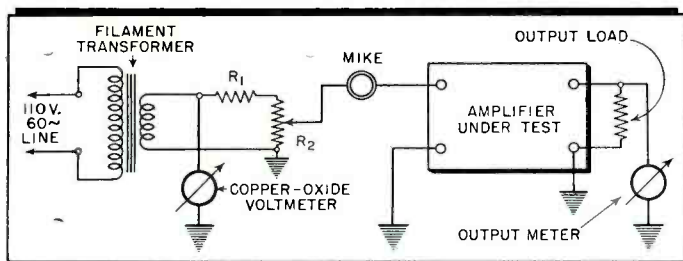 FILAMENT
TRANSFORMER
110V.
60~
LINE
R1
R2
MIKE
OUTPUT LOAD
AMPLIFIER
UNDER TEST
COPPER-OXIDE
VOLTMETER
OUTPUT METER